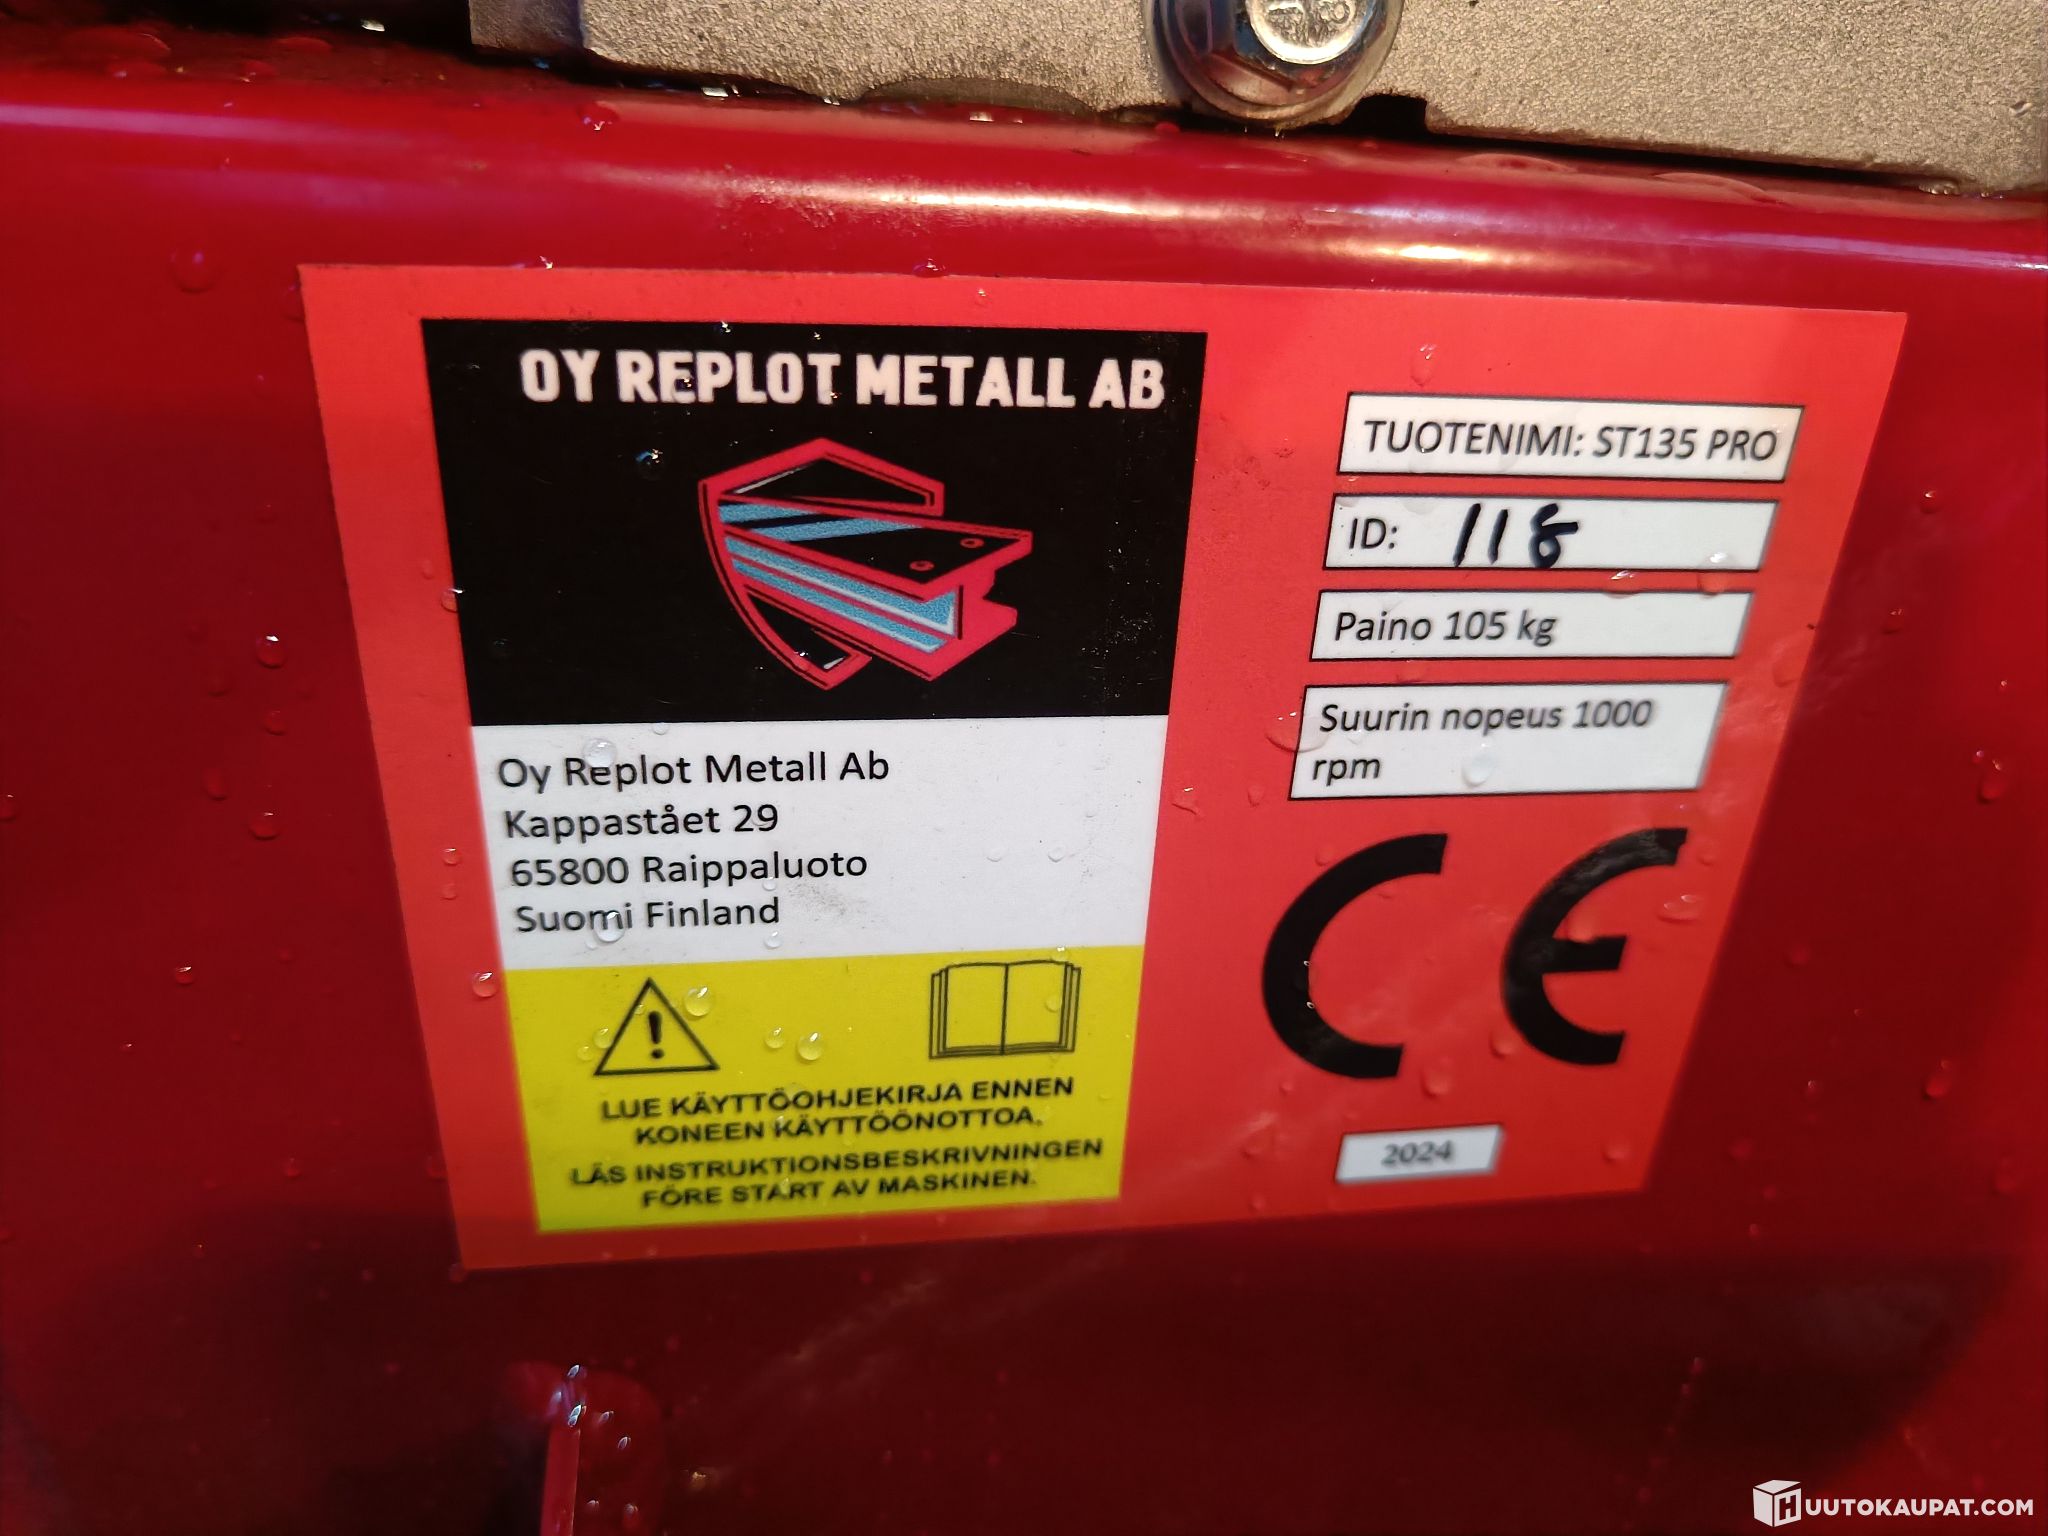 OY REPLOT METALL AB
Oy Replot Metall Ab
Kappastået 29
65800 Raippaluoto
Suomi Finland
LUE KÄYTTÖOHJEKIRJA ENNEN
KONEEN KÄYTTÖÖNOTTOA.
LÄS INSTRUKTIONSBESKRIVNINGEN
FÖRE START AV MASKINEN.
TUOTENIMI: ST135 PRO
ID: 118
Paino 105 kg
Suurin nopeus 1000
rpm
CE
2024
HUUTOKAUPAT.COM